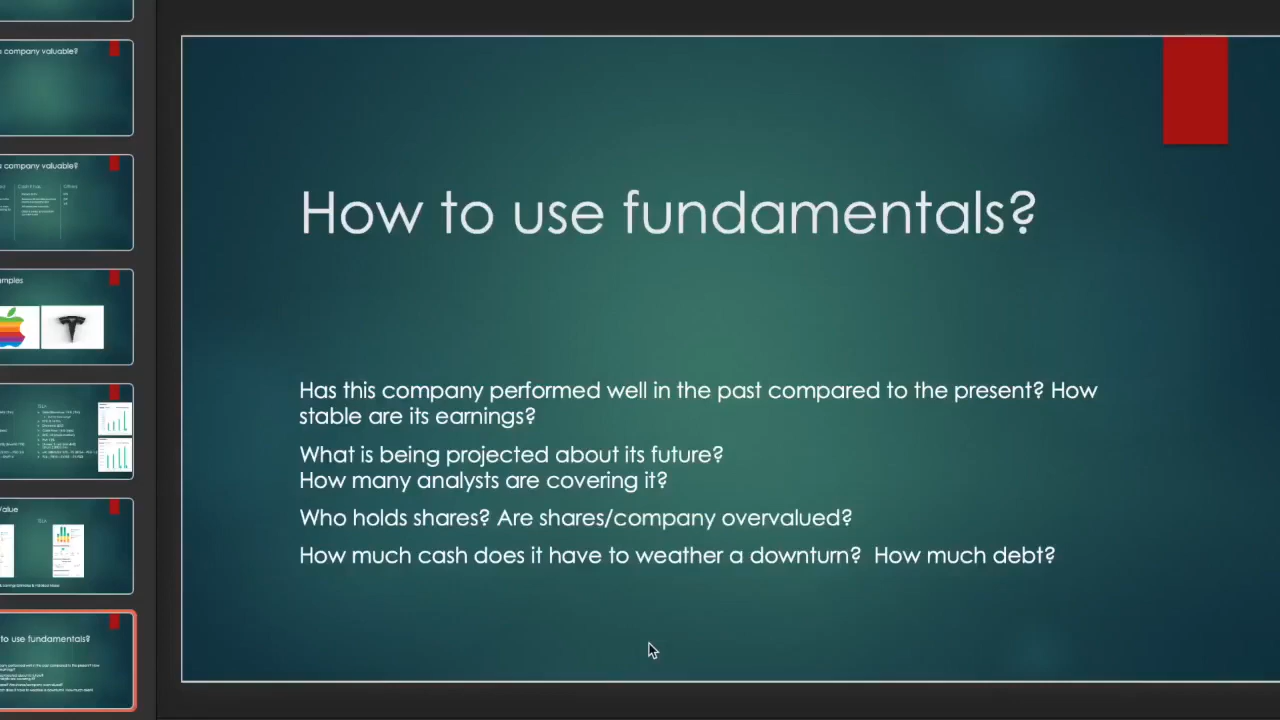 company valuable?
company valuable?
Cash Flow
Value
to use fundamentals?
How to use fundamentals?
Has this company performed well in the past compared to the present? How
stable are its earnings?
What is being projected about its future?
How many analysts are covering it?
Who holds shares? Are shares/company overvalued?
How much cash does it have to weather a downturn?  How much debt?